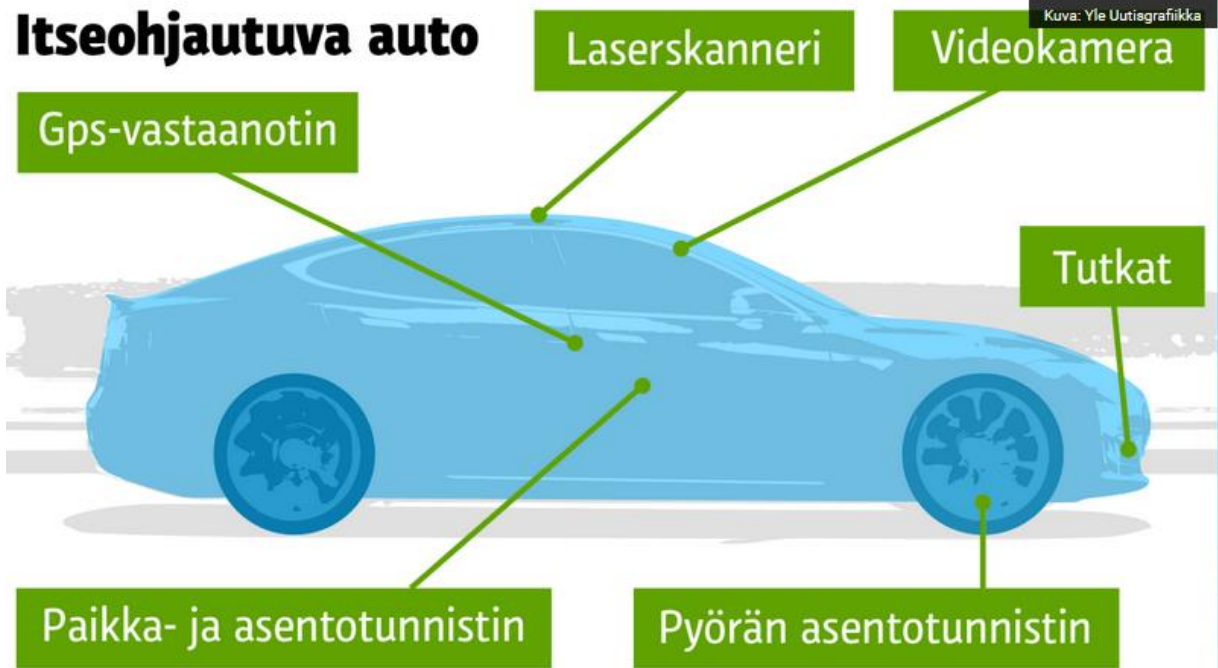 Itseohjautuva auto
Kuva: Yle Uutisgrafiikka
Laserskanneri
Videokamera
Gps-vastaanotin
Tutkat
Paikka- ja asentotunnistin
Pyörän asentotunnistin